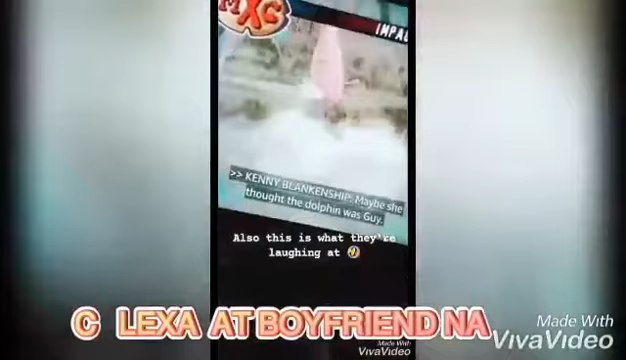 MXC
IMPAC
>> KENNY BLANKENSHIP: Maybe she
thought the dolphin was Guy.
Also this is what they're
laughing at 🤣
C LEXA AT BOYFRIEND NA
Made With
VivaVideo
Made With
VivaVideo